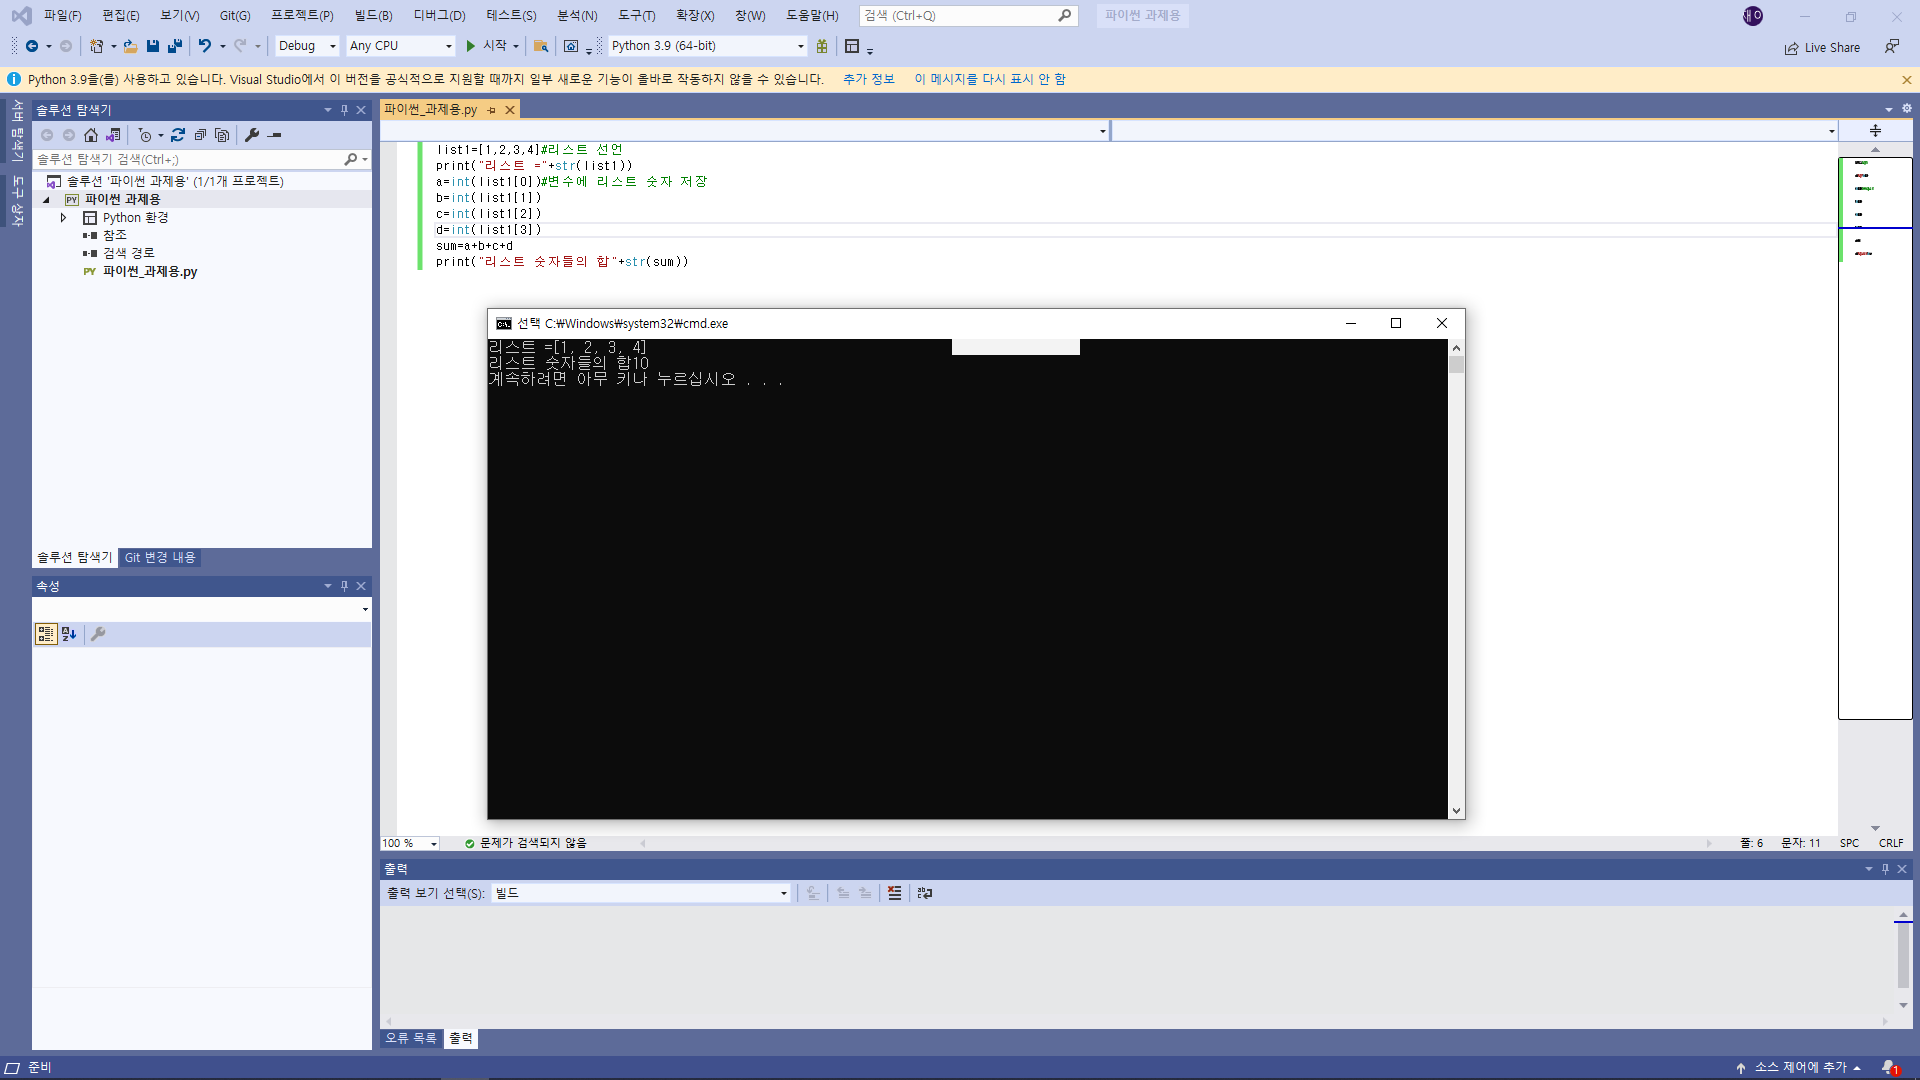 파일(F) 편집(E) 보기(V) Git(G) 프로젝트(P) 빌드(B) 디버그(D) 테스트(S) 분석(N) 도구(T) 확장(X) 창(W) 도움말(H) 검색 (Ctrl+Q) 파이썬 과제용
Debug Any CPU 시작 Python 3.9 (64-bit) Live Share
Python 3.9을(를) 사용하고 있습니다. Visual Studio에서 이 버전을 공식적으로 지원할 때까지 일부 새로운 기능이 올바로 작동하지 않을 수 있습니다. 추가 정보 이 메시지를 다시 표시 안 함
서버 탐색기
도구 상자
솔루션 탐색기
솔루션 탐색기 검색(Ctrl+;)
솔루션 '파이썬 과제용' (1/1개 프로젝트)
PY 파이썬 과제용
Python 환경
참조
검색 경로
PY 파이썬_과제용.py
솔루션 탐색기 Git 변경 내용
속성
파이썬_과제용.py
list1=[1,2,3,4]#리스트 선언
print("리스트 ="+str(list1))
a=int(list1[0])#변수에 리스트 숫자 저장
b=int(list1[1])
c=int(list1[2])
d=int(list1[3])
sum=a+b+c+d
print("리스트 숫자들의 합"+str(sum))
선택 C:₩Windows₩system32₩cmd.exe
리스트 =[1, 2, 3, 4]
리스트 숫자들의 합10
계속하려면 아무 키나 누르십시오 . . .
100 % 문제가 검색되지 않음 줄: 6 문자: 11 SPC CRLF
출력
출력 보기 선택(S): 빌드
오류 목록 출력
준비 소스 제어에 추가 1